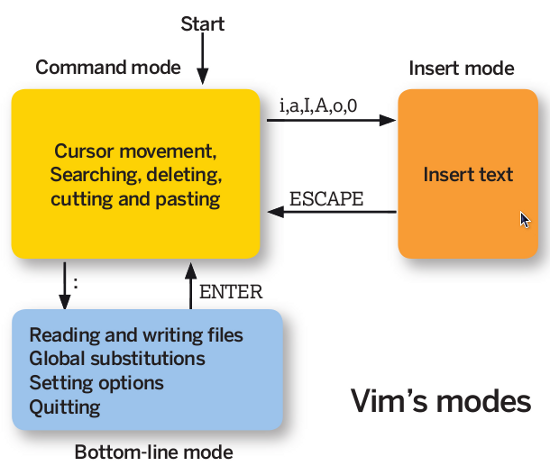 Start
Command mode
Insert mode
i,a,I,A,o,0
Cursor movement,
Searching, deleting,
cutting and pasting
Insert text
ESCAPE
:
ENTER
Reading and writing files
Global substitutions
Setting options
Quitting
Vim’s modes
Bottom-line mode